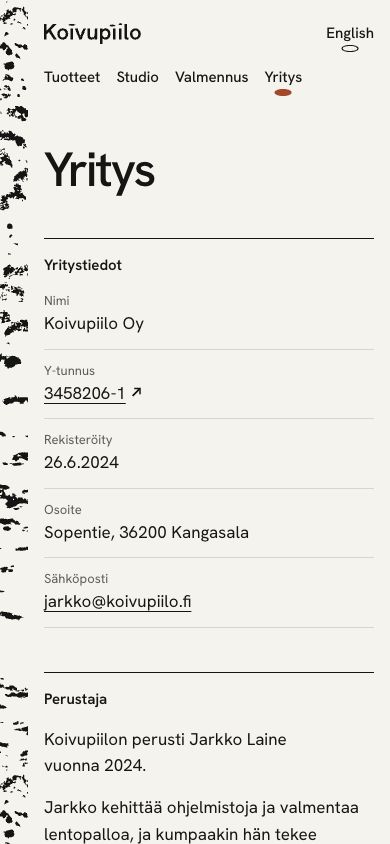 Koivupiilo
English
Tuotteet Studio Valmennus Yritys
Yritys
Yritystiedot
Nimi
Koivupiilo Oy
Y-tunnus
3458206-1 ↗
Rekisteröity
26.6.2024
Osoite
Sopentie, 36200 Kangasala
Sähköposti
jarkko@koivupiilo.fi
Perustaja
Koivupiilon perusti Jarkko Laine
vuonna 2024.
Jarkko kehittää ohjelmistoja ja valmentaa
lentopalloa, ja kumpaakin hän tekee